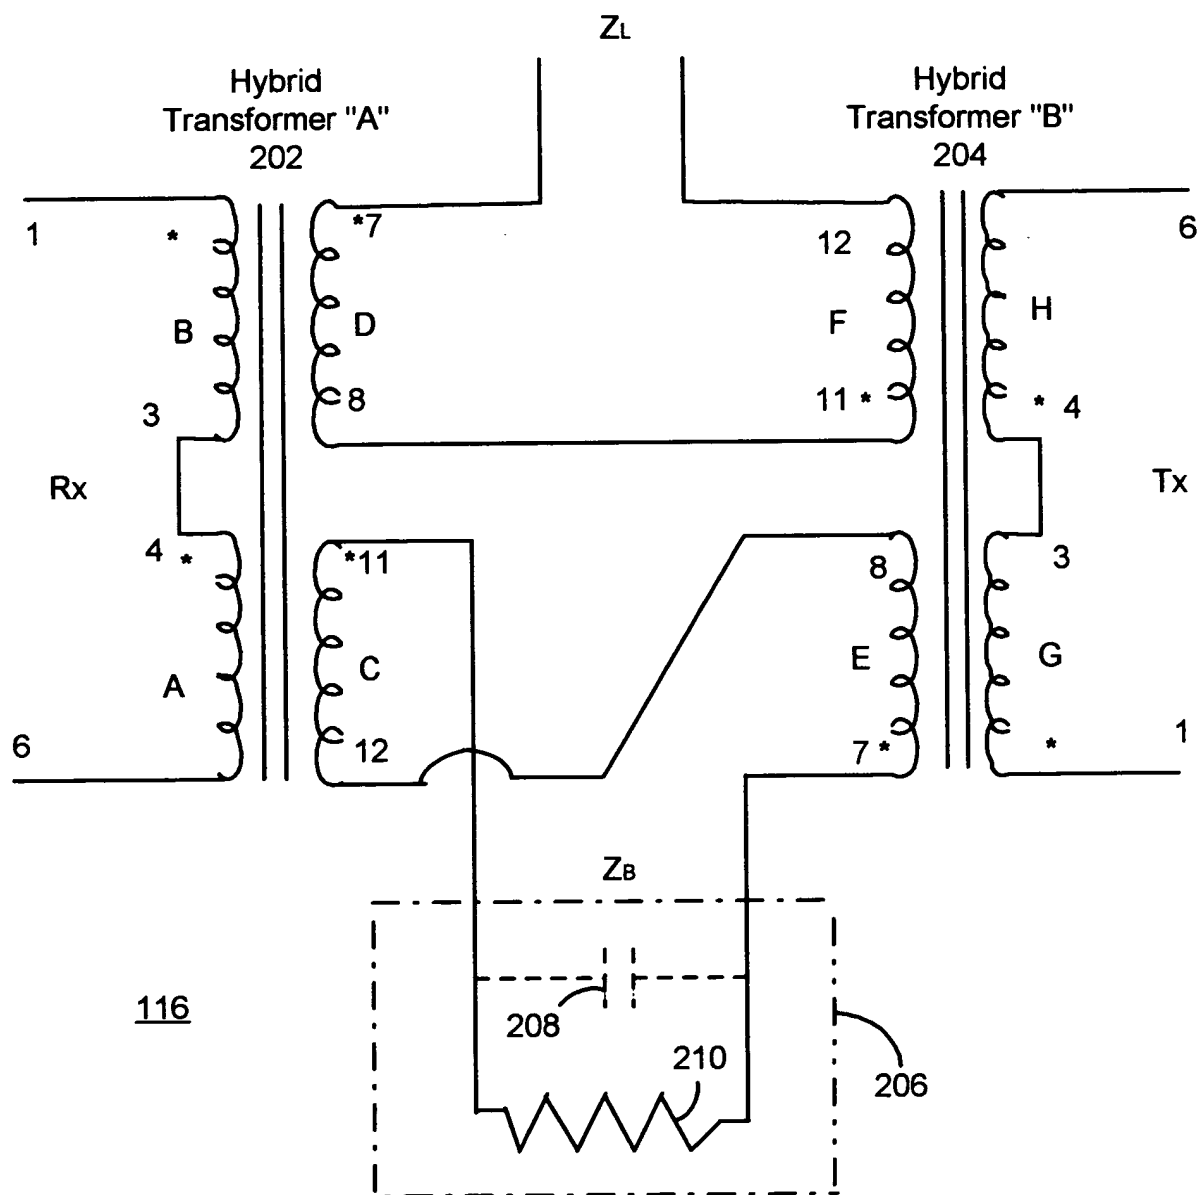 ZL
Hybrid
Transformer "A"
202
Hybrid
Transformer "B"
204
1
*
*7
12
6
B
D
F
H
3
8
11 *
* 4
Rx
Tx
4 *
*11
8
3
A
C
E
G
6
12
7 *
*
1
ZB
116
208
210
206